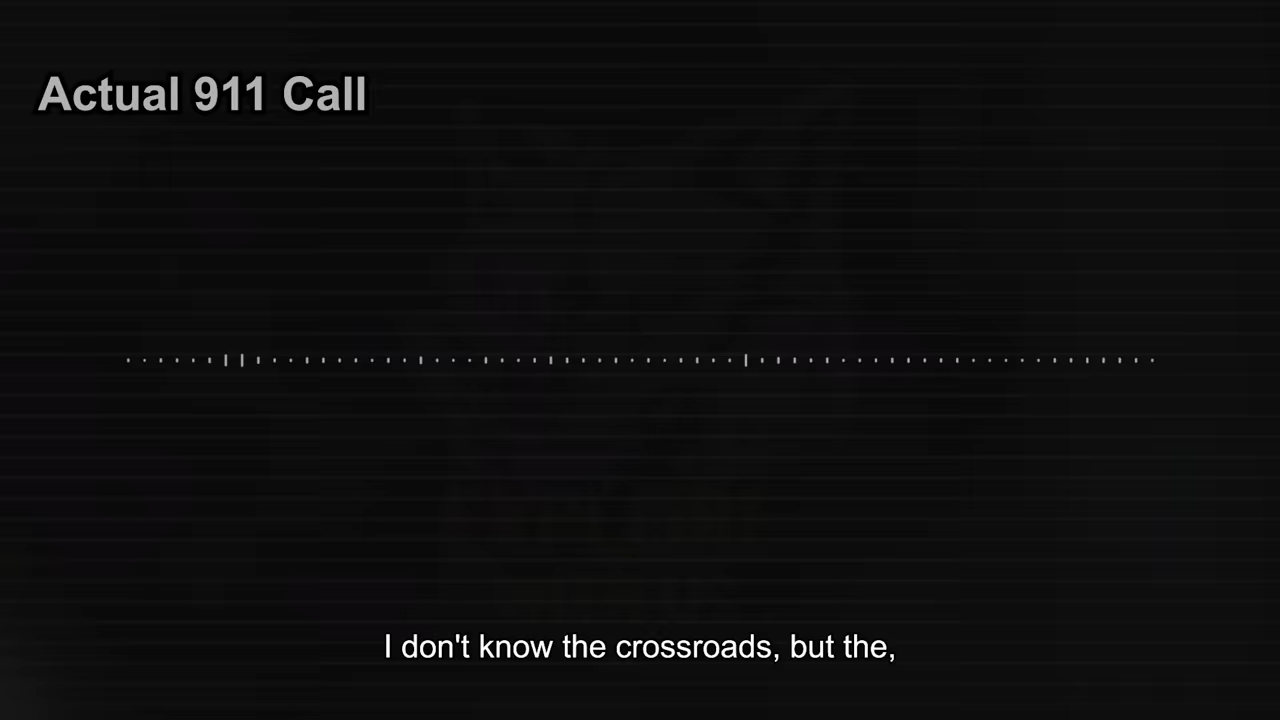 Actual 911 Call
I don't know the crossroads, but the,